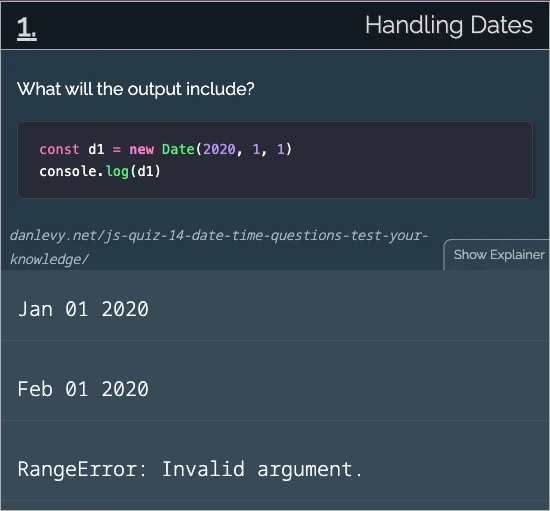 1.
Handling Dates
What will the output include?
const d1 = new Date(2020, 1, 1)
console.log(d1)
danlevy.net/js-quiz-14-date-time-questions-test-your-
knowledge/
Show Explainer
Jan 01 2020
Feb 01 2020
RangeError: Invalid argument.